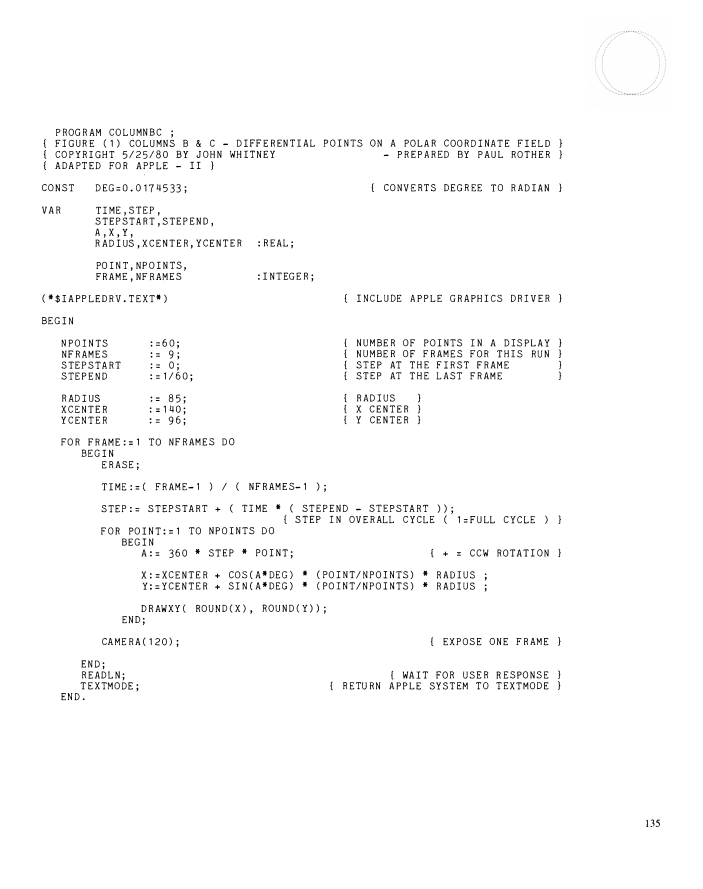 PROGRAM COLUMNBC ;
{ FIGURE (1) COLUMNS B & C - DIFFERENTIAL POINTS ON A POLAR COORDINATE FIELD }
{ COPYRIGHT 5/25/80 BY JOHN WHITNEY - PREPARED BY PAUL ROTHER }
{ ADAPTED FOR APPLE - II }
CONST DEG=0.0174533; { CONVERTS DEGREE TO RADIAN }
VAR TIME,STEP,
STEPSTART,STEPEND,
A,X,Y,
RADIUS,XCENTER,YCENTER :REAL;
POINT,NPOINTS,
FRAME,NFRAMES :INTEGER;
(*$IAPPLEDRV.TEXT*) { INCLUDE APPLE GRAPHICS DRIVER }
BEGIN
NPOINTS :=60; { NUMBER OF POINTS IN A DISPLAY }
NFRAMES := 9; { NUMBER OF FRAMES FOR THIS RUN }
STEPSTART := 0; { STEP AT THE FIRST FRAME }
STEPEND :=1/60; { STEP AT THE LAST FRAME }
RADIUS := 85; { RADIUS }
XCENTER :=140; { X CENTER }
YCENTER := 96; { Y CENTER }
FOR FRAME:=1 TO NFRAMES DO
BEGIN
ERASE;
TIME:=( FRAME-1 ) / ( NFRAMES-1 );
STEP:= STEPSTART + ( TIME * ( STEPEND - STEPSTART ));
{ STEP IN OVERALL CYCLE ( 1=FULL CYCLE ) }
FOR POINT:=1 TO NPOINTS DO
BEGIN
A:= 360 * STEP * POINT; { + = CCW ROTATION }
X:=XCENTER + COS(A*DEG) * (POINT/NPOINTS) * RADIUS ;
Y:=YCENTER + SIN(A*DEG) * (POINT/NPOINTS) * RADIUS ;
DRAWXY( ROUND(X), ROUND(Y));
END;
CAMERA(120); { EXPOSE ONE FRAME }
END;
READLN; { WAIT FOR USER RESPONSE }
TEXTMODE; { RETURN APPLE SYSTEM TO TEXTMODE }
END.
135